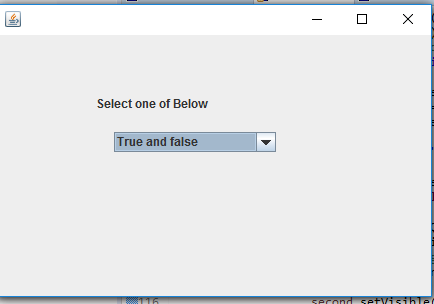 Select one of Below
True and false
116 second.setVisible(